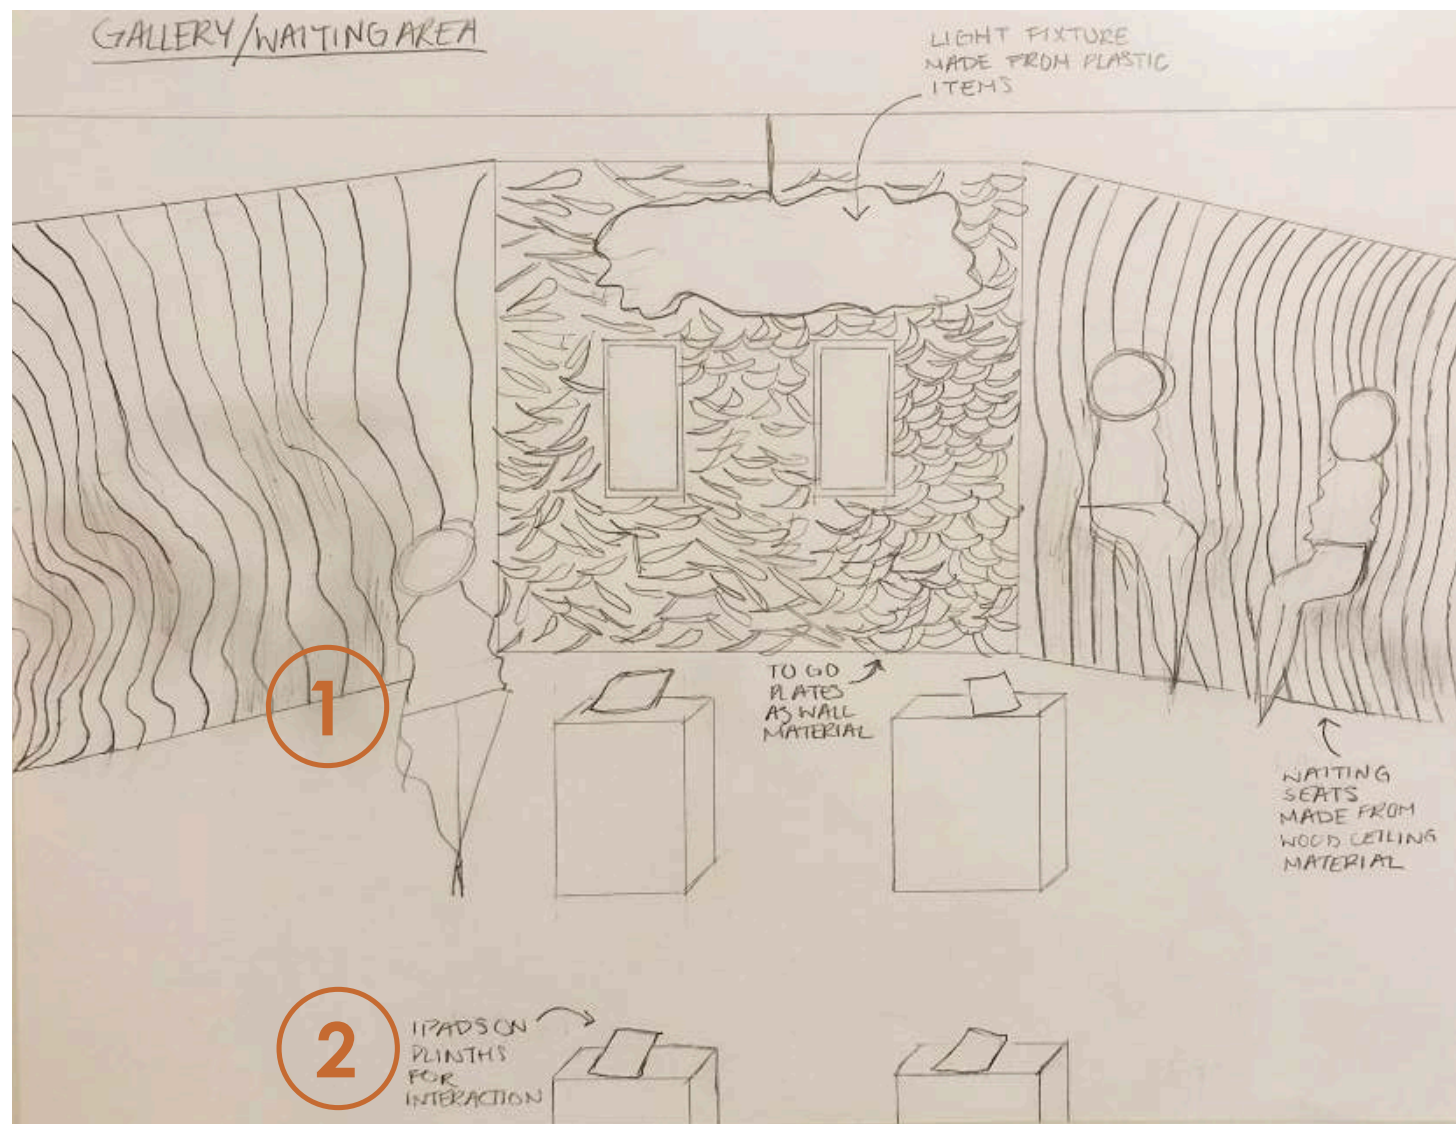 GALLERY/WAITING AREA
LIGHT FIXTURE
MADE FROM PLASTIC
ITEMS
TO GO
PLATES
AS WALL
MATERIAL
WAITING
SEATS
MADE FROM
WOOD CEILING
MATERIAL
1
2
IPADS ON
PLINTHS
FOR
INTERACTION